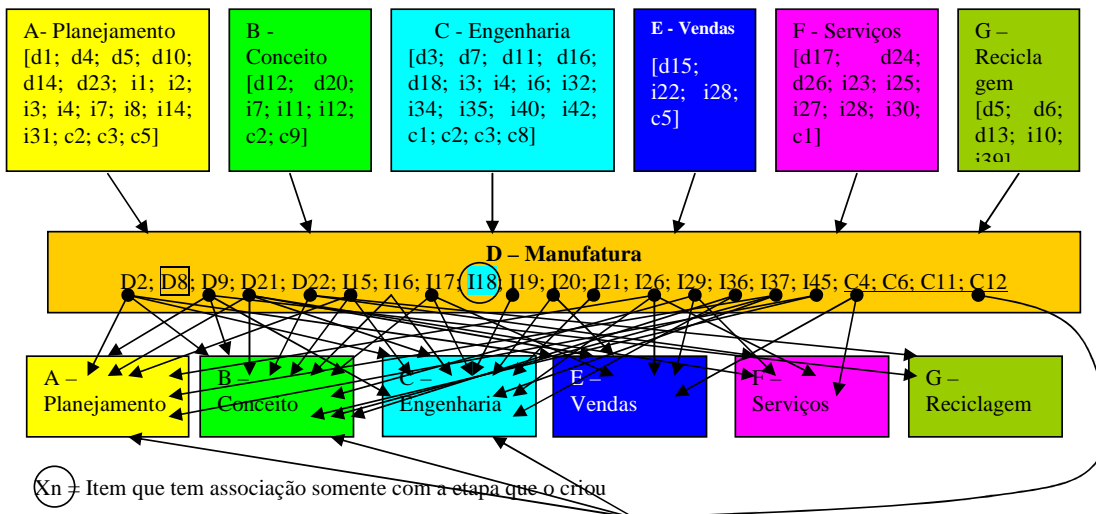 A- Planejamento
[d1; d4; d5; d10;
d14; d23; i1; i2;
i3; i4; i7; i8; i14;
i31; c2; c3; c5]
B -
Conceito
[d12; d20;
i7; i11; i12;
c2; c9]
C - Engenharia
[d3; d7; d11; d16;
d18; i3; i4; i6; i32;
i34; i35; i40; i42;
c1; c2; c3; c8]
E - Vendas
[d15;
i22; i28;
c5]
F - Serviços
[d17; d24;
d26; i23; i25;
i27; i28; i30;
c1]
G –
Recicla
gem
[d5; d6;
d13; i10;
i39]
D – Manufatura
D2; D8; D9; D21; D22; I15; I16; I17; I18; I19; I20; I21; I26; I29; I36; I37; I45; C4; C6; C11; C12
A –
Planejamento
B –
Conceito
C –
Engenharia
E –
Vendas
F –
Serviços
G –
Reciclagem
Xn = Item que tem associação somente com a etapa que o criou